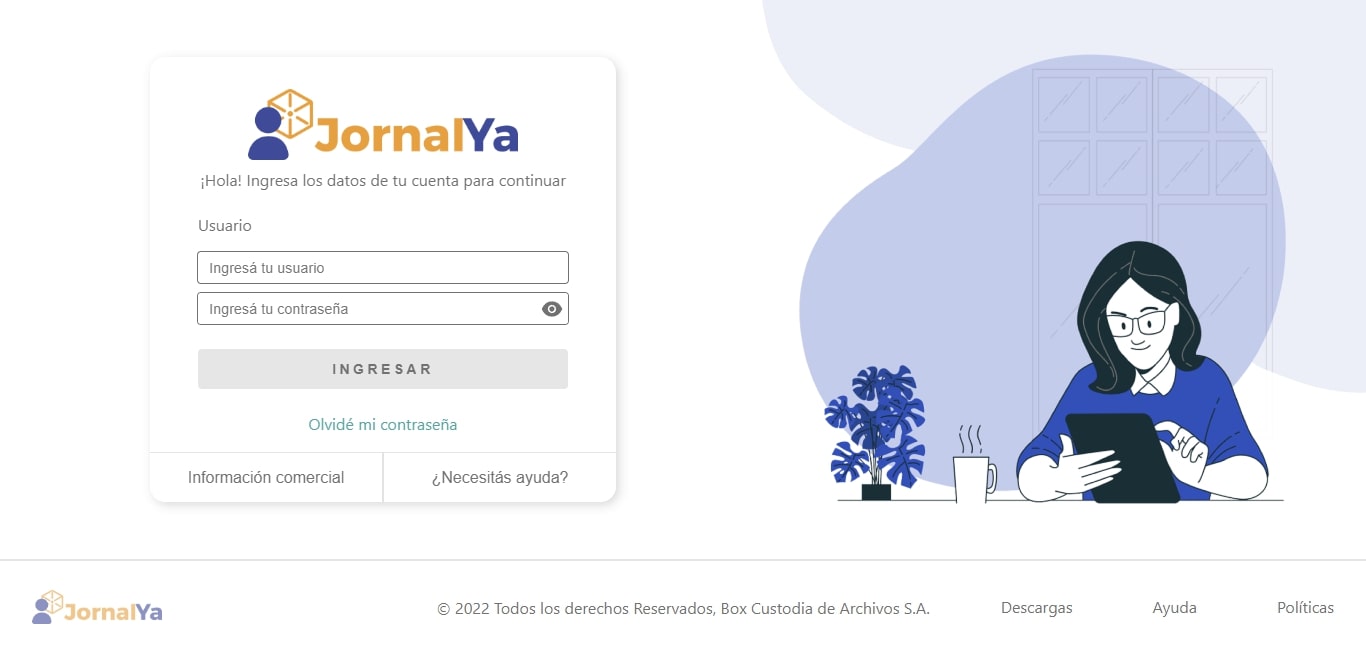 JornalYa
¡Hola! Ingresa los datos de tu cuenta para continuar
Usuario
Ingresá tu usuario
Ingresá tu contraseña
INGRESAR
Olvidé mi contraseña
Información comercial
¿Necesitás ayuda?
JornalYa
© 2022 Todos los derechos Reservados, Box Custodia de Archivos S.A.
Descargas
Ayuda
Políticas